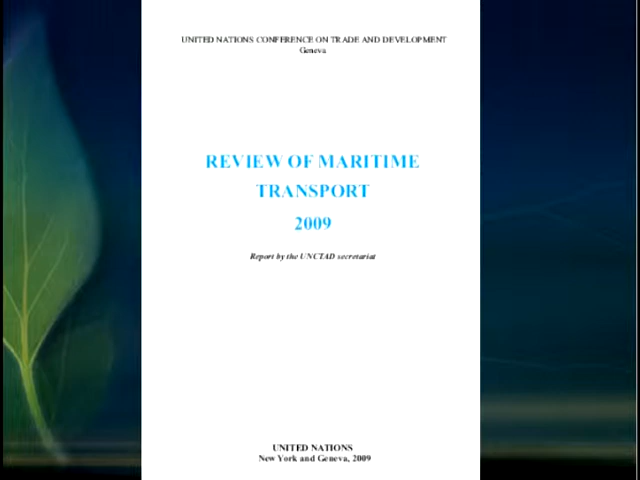 UNITED NATIONS CONFERENCE ON TRADE AND DEVELOPMENT
Geneva
REVIEW OF MARITIME
TRANSPORT
2009
Report by the UNCTAD secretariat
UNITED NATIONS
New York and Geneva, 2009